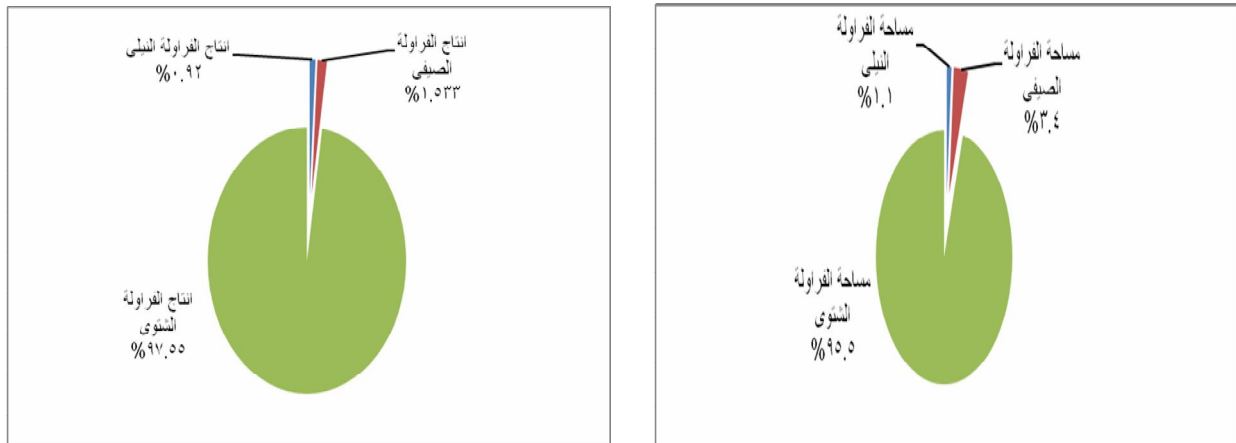 مساحة الفراولة
النيلى
%١.١
مساحة الفراولة
الصيفى
%٣.٤
مساحة الفراولة
الشتوى
%٩٥.٥
انتاج الفراولة النيلى
%٠.٩٢
انتاج الفراولة
الصيفى
%١.٥٣٣
انتاج الفراولة
الشتوى
%٩٧.٥٥